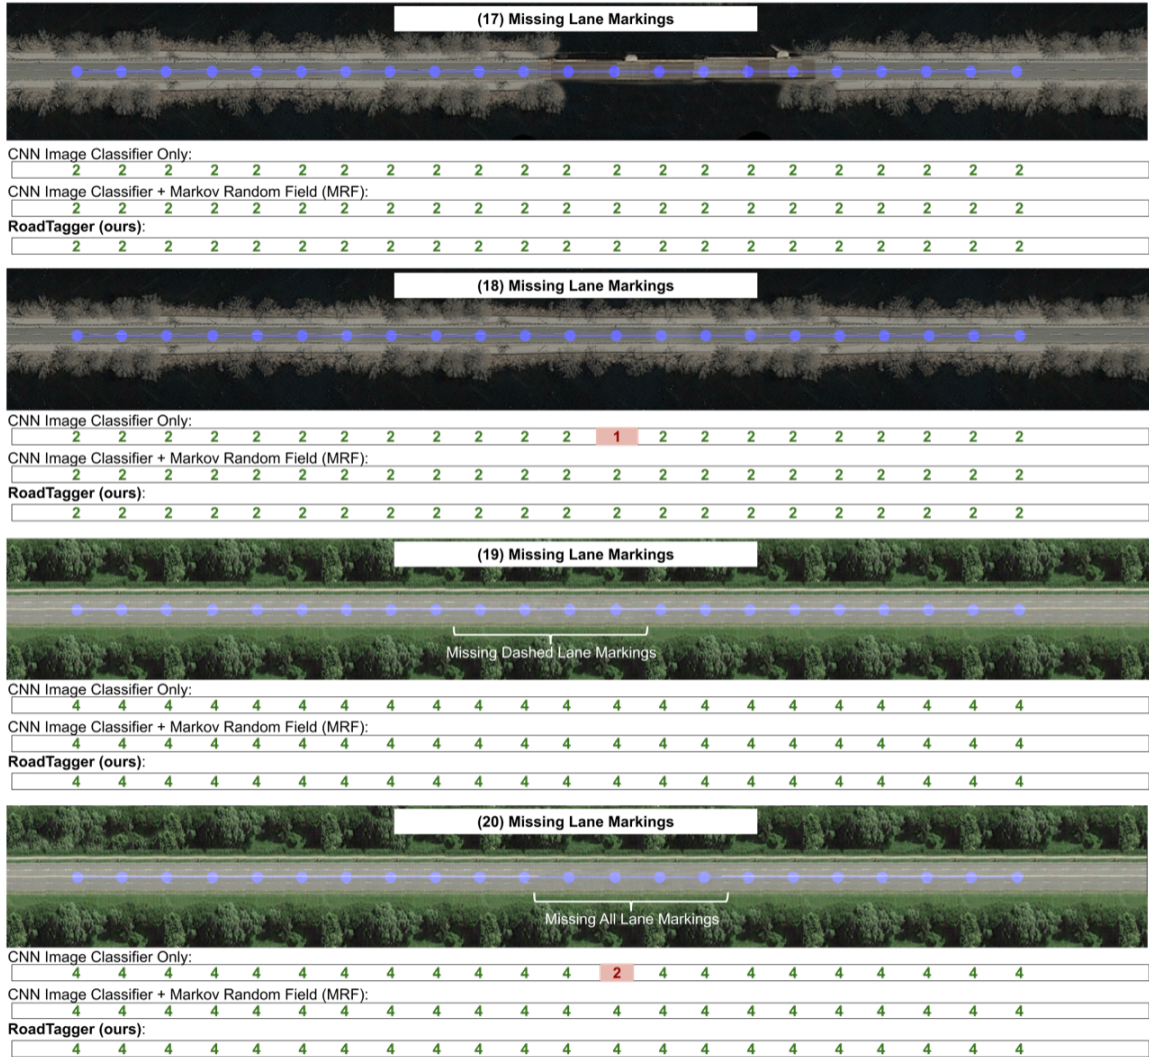 (17) Missing Lane Markings
CNN Image Classifier Only:
2 2 2 2 2 2 2 2 2 2 2 2 2 2 2 2 2 2 2 2 2 2
CNN Image Classifier + Markov Random Field (MRF):
2 2 2 2 2 2 2 2 2 2 2 2 2 2 2 2 2 2 2 2 2 2
RoadTagger (ours):
2 2 2 2 2 2 2 2 2 2 2 2 2 2 2 2 2 2 2 2 2 2
(18) Missing Lane Markings
CNN Image Classifier Only:
2 2 2 2 2 2 2 2 2 2 2 2 1 2 2 2 2 2 2 2 2 2
CNN Image Classifier + Markov Random Field (MRF):
2 2 2 2 2 2 2 2 2 2 2 2 2 2 2 2 2 2 2 2 2 2
RoadTagger (ours):
2 2 2 2 2 2 2 2 2 2 2 2 2 2 2 2 2 2 2 2 2 2
(19) Missing Lane Markings
Missing Dashed Lane Markings
CNN Image Classifier Only:
4 4 4 4 4 4 4 4 4 4 4 4 4 4 4 4 4 4 4 4 4 4
CNN Image Classifier + Markov Random Field (MRF):
4 4 4 4 4 4 4 4 4 4 4 4 4 4 4 4 4 4 4 4 4 4
RoadTagger (ours):
4 4 4 4 4 4 4 4 4 4 4 4 4 4 4 4 4 4 4 4 4 4
(20) Missing Lane Markings
Missing All Lane Markings
CNN Image Classifier Only:
4 4 4 4 4 4 4 4 4 4 4 4 2 4 4 4 4 4 4 4 4 4
CNN Image Classifier + Markov Random Field (MRF):
4 4 4 4 4 4 4 4 4 4 4 4 4 4 4 4 4 4 4 4 4 4
RoadTagger (ours):
4 4 4 4 4 4 4 4 4 4 4 4 4 4 4 4 4 4 4 4 4 4